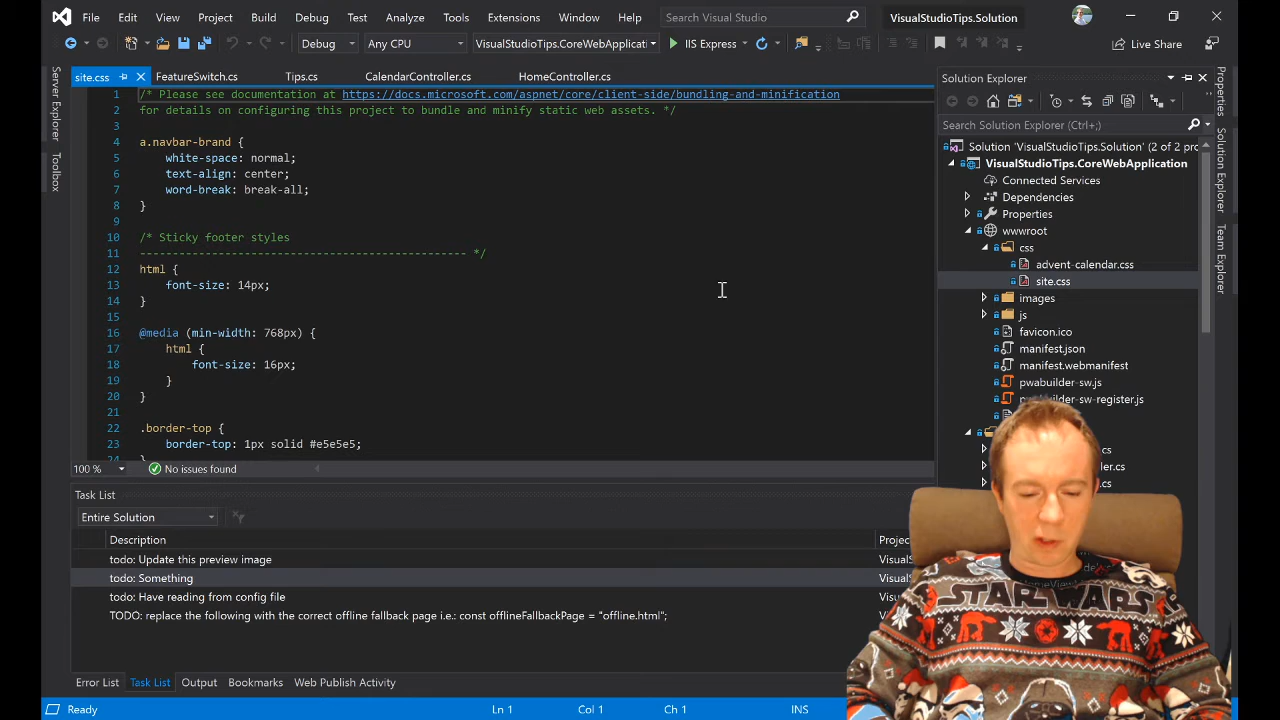 File Edit View Project Build Debug Test Analyze Tools Extensions Window Help Search Visual Studio VisualStudioTips.Solution
Debug Any CPU VisualStudioTips.CoreWebApplicati IIS Express Live Share
Server Explorer
Toolbox
site.css FeatureSwitch.cs Tips.cs CalendarController.cs HomeController.cs
1 /* Please see documentation at https://docs.microsoft.com/aspnet/core/client-side/bundling-and-minification
2 for details on configuring this project to bundle and minify static web assets. */
3
4 a.navbar-brand {
5 white-space: normal;
6 text-align: center;
7 word-break: break-all;
8 }
9
10 /* Sticky footer styles
11 -------------------------------------------------- */
12 html {
13 font-size: 14px;
14 }
15
16 @media (min-width: 768px) {
17 html {
18 font-size: 16px;
19 }
20 }
21
22 .border-top {
23 border-top: 1px solid #e5e5e5;
24 }
100 % No issues found
Solution Explorer
Search Solution Explorer (Ctrl+;)
Solution 'VisualStudioTips.Solution' (2 of 2 pro
VisualStudioTips.CoreWebApplication
Connected Services
Dependencies
Properties
wwwroot
css
advent-calendar.css
site.css
images
js
favicon.ico
manifest.json
manifest.webmanifest
pwabuilder-sw.js
pwabuilder-sw-register.js
cs
ler.cs
cs
Properties
Solution Explorer
Team Explorer
Task List
Entire Solution
Description Projec
todo: Update this preview image VisualS
todo: Something VisualS
todo: Have reading from config file VisualS
TODO: replace the following with the correct offline fallback page i.e.: const offlineFallbackPage = "offline.html"; VisualS
Error List Task List Output Bookmarks Web Publish Activity
STAR WARS
Ready Ln 1 Col 1 Ch 1 INS